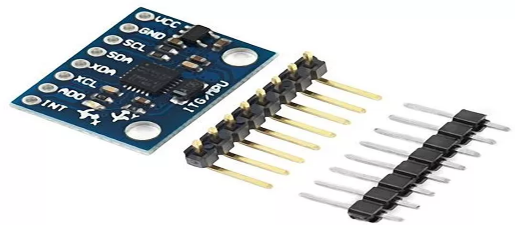 VCC
GND
SCL
SDA
XDA
XCL
ADO
INT
ITG/MPU
X
Y